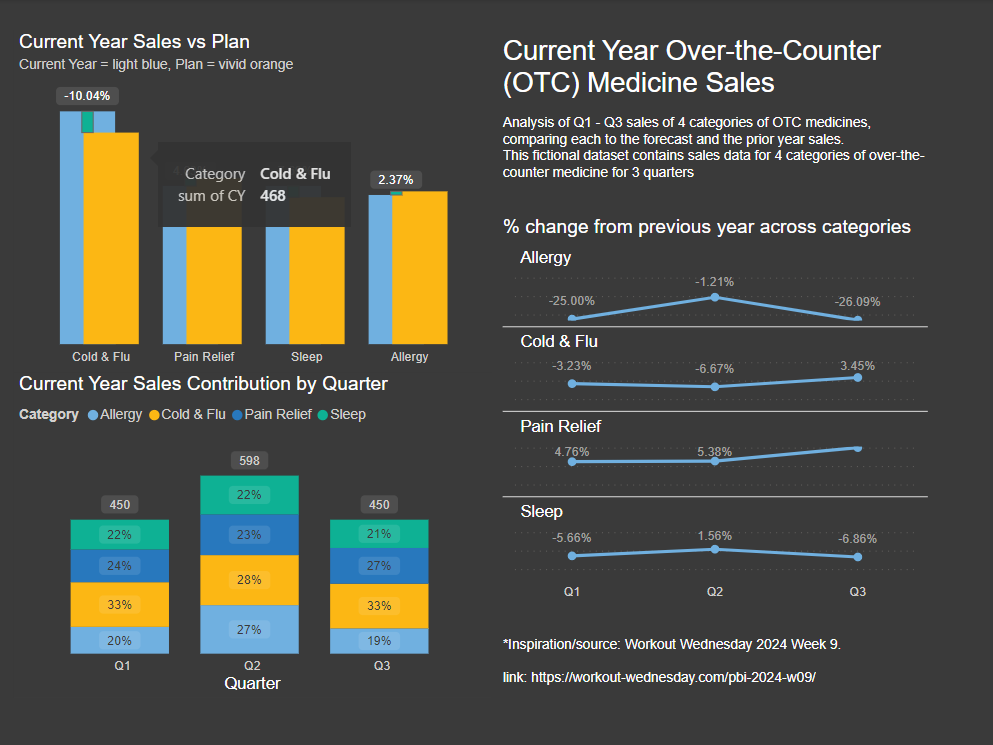 Current Year Sales vs Plan
Current Year = light blue, Plan = vivid orange
-10.04%
Category Cold & Flu
sum of CY 468
2.37%
Cold & Flu Pain Relief Sleep Allergy
Current Year Sales Contribution by Quarter
Category Allergy Cold & Flu Pain Relief Sleep
450
22%
24%
33%
20%
598
22%
23%
28%
27%
450
21%
27%
33%
19%
Q1 Q2 Q3
Quarter
Current Year Over-the-Counter
(OTC) Medicine Sales
Analysis of Q1 - Q3 sales of 4 categories of OTC medicines,
comparing each to the forecast and the prior year sales.
This fictional dataset contains sales data for 4 categories of over-the-
counter medicine for 3 quarters
% change from previous year across categories
Allergy
-25.00% -1.21% -26.09%
Cold & Flu
-3.23% -6.67% 3.45%
Pain Relief
4.76% 5.38%
Sleep
-5.66% 1.56% -6.86%
Q1 Q2 Q3
*Inspiration/source: Workout Wednesday 2024 Week 9.
link: https://workout-wednesday.com/pbi-2024-w09/